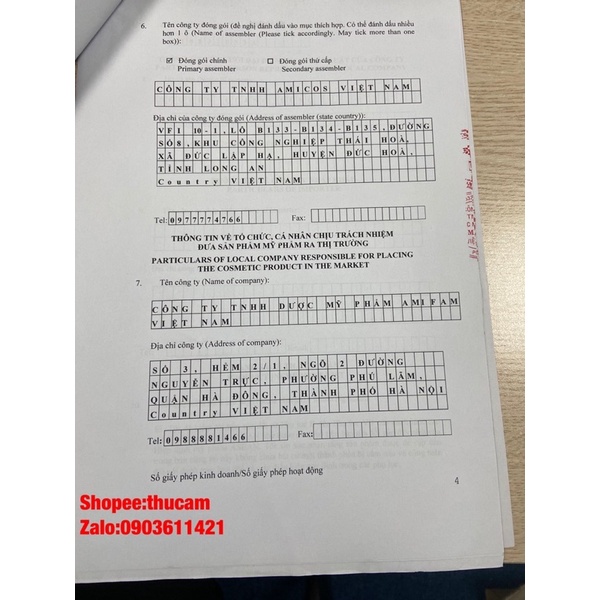 6. Tên công ty đóng gói (đề nghị đánh dấu vào mục thích hợp. Có thể đánh dấu nhiều
hơn 1 ô (Name of assembler (Please tick accordingly. May tick more than one
box)):
☑ Đóng gói chính ☐ Đóng gói thứ cấp
Primary assembler Secondary assembler
CÔNG TY TNHH AMICOS VIỆT NAM
Địa chỉ của công ty đóng gói (Address of assembler (state country)):
VF1 10-1, LÔ B133-B134-B135, ĐƯỜNG
SỐ8, KHU CÔNG NGHIỆP THÁI HOÀ,
XÃ ĐỨC LẬP HẠ, HUYỆN ĐỨC HOÀ,
TỈNH LONG AN
Country VIỆT NAM
Tel: 0977774766 Fax:
THÔNG TIN VỀ TỔ CHỨC, CÁ NHÂN CHỊU TRÁCH NHIỆM
ĐƯA SẢN PHẨM MỸ PHẨM RA THỊ TRƯỜNG
PARTICULARS OF LOCAL COMPANY RESPONSIBLE FOR PLACING
THE COSMETIC PRODUCT IN THE MARKET
7. Tên công ty (Name of company):
CÔNG TY TNHH DƯỢC MỸ PHẨM AMIFAM
VIỆT NAM
Địa chỉ công ty (Address of company):
SỐ 3, HẺM 2/1, NGÕ 2 ĐƯỜNG
NGUYỄN TRỰC, PHƯỜNG PHÚ LÃM,
QUẬN HÀ ĐÔNG, THÀNH PHỐ HÀ NỘI
Country VIỆT NAM
Tel: 0988881466 Fax:
Số giấy phép kinh doanh/Số giấy phép hoạt động
4
Shopee:thucam
Zalo:0903611421